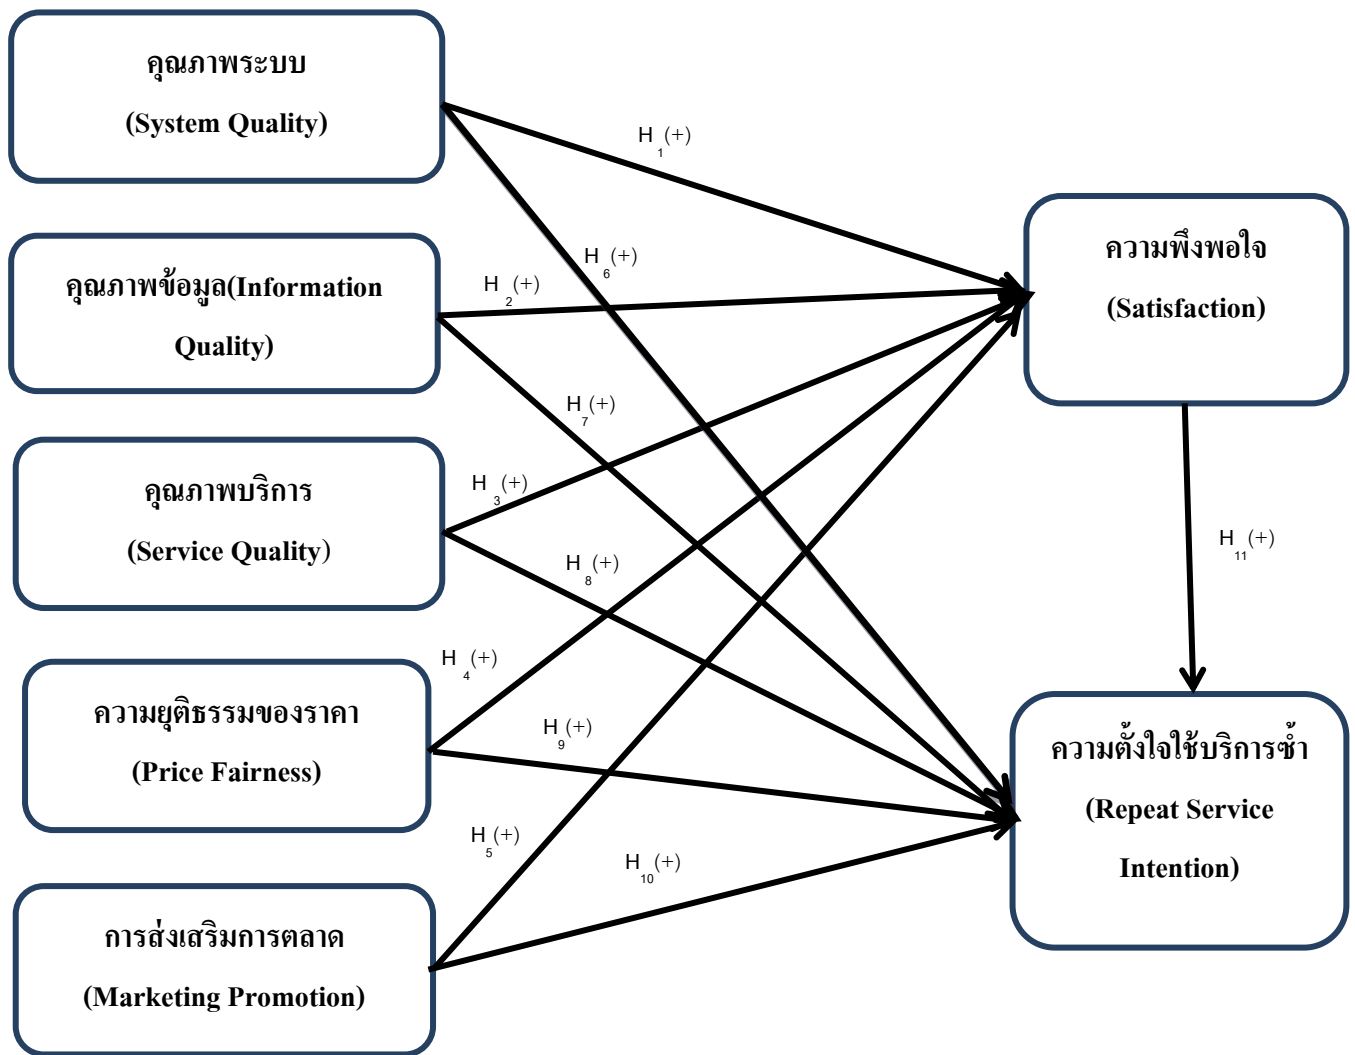 คุณภาพระบบ
(System Quality)
H1(+)
ความพึงพอใจ
(Satisfaction)
H6(+)
คุณภาพข้อมูล(Information
Quality)
H2(+)
H7(+)
คุณภาพบริการ
(Service Quality)
H3(+)
H8(+)
H11(+)
ความยุติธรรมของราคา
(Price Fairness)
H4(+)
H9(+)
ความตั้งใจใช้บริการซ้ำ
(Repeat Service
Intention)
H5(+)
H10(+)
การส่งเสริมการตลาด
(Marketing Promotion)